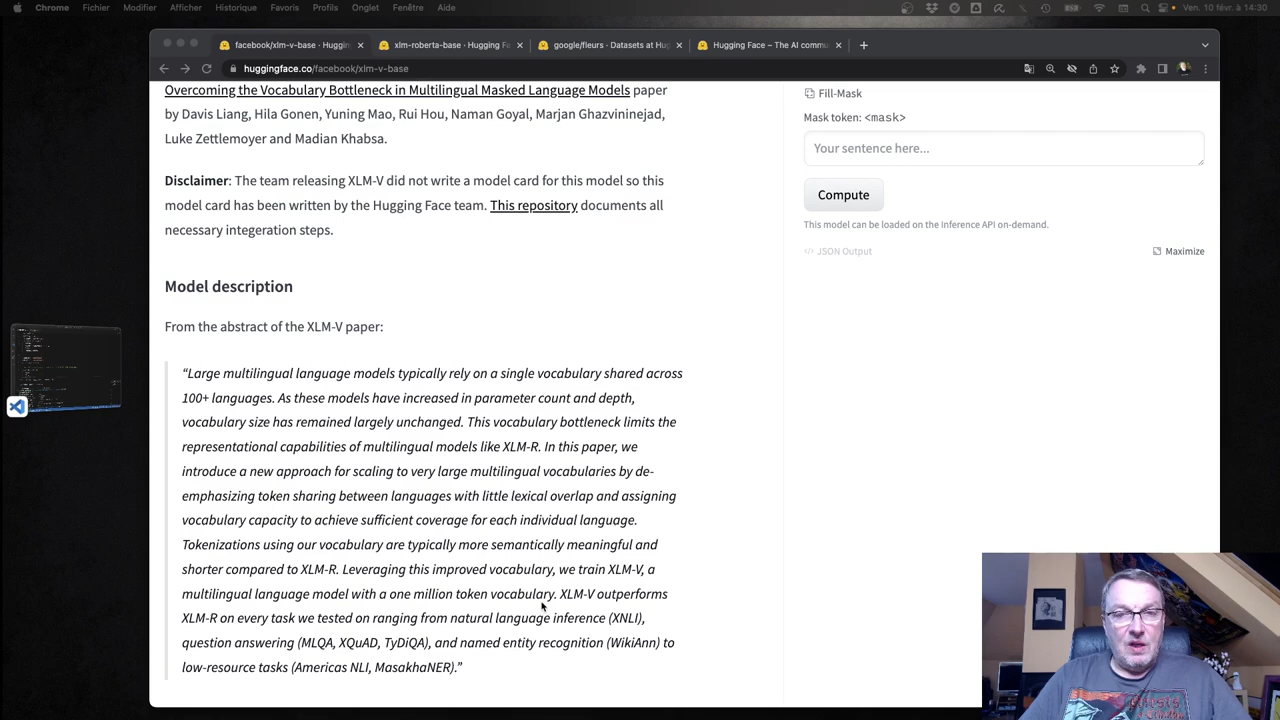 Chrome Fichier Modifier Afficher Historique Favoris Profils Onglet Fenêtre Aide Ven. 10 févr. à 14:30
facebook/xlm-v-base · Huggin xlm-roberta-base · Hugging Fa google/fleurs · Datasets at Hug Hugging Face – The AI commu
huggingface.co/facebook/xlm-v-base
Overcoming the Vocabulary Bottleneck in Multilingual Masked Language Models paper
by Davis Liang, Hila Gonen, Yuning Mao, Rui Hou, Naman Goyal, Marjan Ghazvininejad,
Luke Zettlemoyer and Madian Khabsa.
Disclaimer: The team releasing XLM-V did not write a model card for this model so this
model card has been written by the Hugging Face team. This repository documents all
necessary integeration steps.
Model description
From the abstract of the XLM-V paper:
“Large multilingual language models typically rely on a single vocabulary shared across
100+ languages. As these models have increased in parameter count and depth,
vocabulary size has remained largely unchanged. This vocabulary bottleneck limits the
representational capabilities of multilingual models like XLM-R. In this paper, we
introduce a new approach for scaling to very large multilingual vocabularies by de-
emphasizing token sharing between languages with little lexical overlap and assigning
vocabulary capacity to achieve sufficient coverage for each individual language.
Tokenizations using our vocabulary are typically more semantically meaningful and
shorter compared to XLM-R. Leveraging this improved vocabulary, we train XLM-V, a
multilingual language model with a one million token vocabulary. XLM-V outperforms
XLM-R on every task we tested on ranging from natural language inference (XNLI),
question answering (MLQA, XQuAD, TyDiQA), and named entity recognition (WikiAnn) to
low-resource tasks (Americas NLI, MasakhaNER).”
Fill-Mask
Mask token: <mask>
Your sentence here...
Compute
This model can be loaded on the Inference API on-demand.
</> JSON Output
Maximize